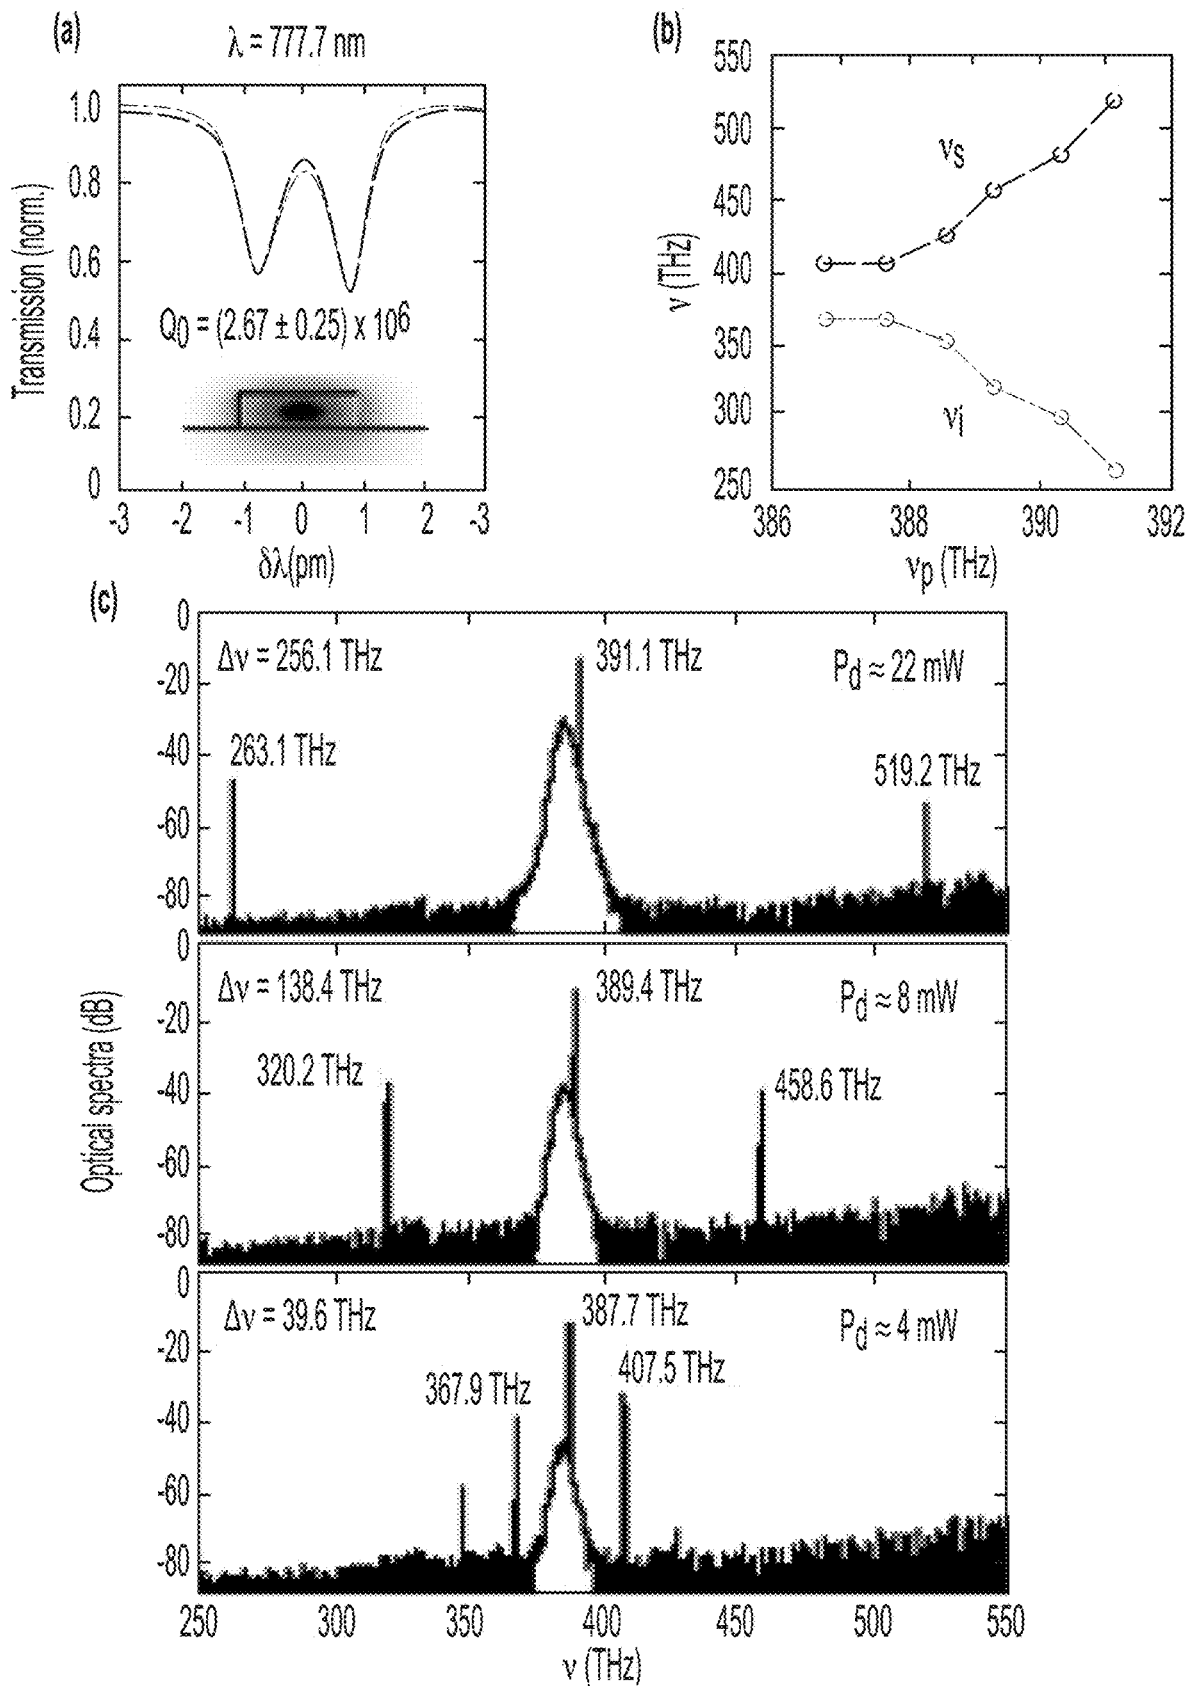 (a)
λ = 777.7 nm
Transmission (norm.)
1.0
0.8
0.6
0.4
0.2
0
Q0 = (2.67 ± 0.25) x 10⁶
-3 -2 -1 0 1 2 -3
δλ(pm)
(b)
ν (THz)
550
500
450
400
350
300
250
νs
νi
386 388 390 392
νp (THz)
(c)
Optical spectra (dB)
0
-20
-40
-60
-80
Δν = 256.1 THz
391.1 THz
Pd ≈ 22 mW
263.1 THz
519.2 THz
0
-20
-40
-60
-80
Δν = 138.4 THz
389.4 THz
Pd ≈ 8 mW
320.2 THz
458.6 THz
0
-20
-40
-60
-80
Δν = 39.6 THz
387.7 THz
Pd ≈ 4 mW
367.9 THz
407.5 THz
250 300 350 400 450 500 550
ν (THz)